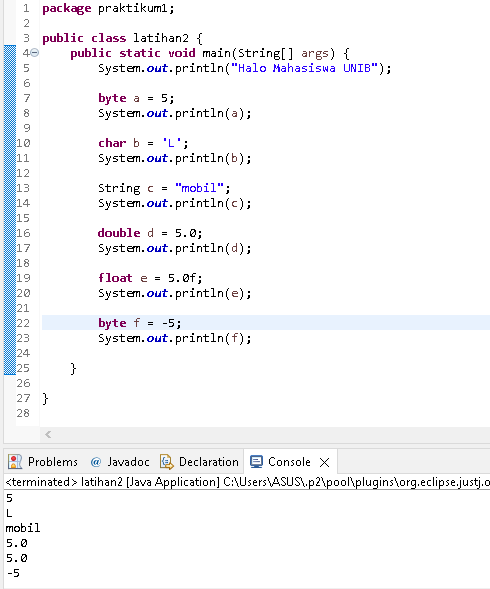 1 package praktikum1;
2
3 public class latihan2 {
4 public static void main(String[] args) {
5 System.out.println("Halo Mahasiswa UNIB");
6
7 byte a = 5;
8 System.out.println(a);
9
10 char b = 'L';
11 System.out.println(b);
12
13 String c = "mobil";
14 System.out.println(c);
15
16 double d = 5.0;
17 System.out.println(d);
18
19 float e = 5.0f;
20 System.out.println(e);
21
22 byte f = -5;
23 System.out.println(f);
24
25 }
26
27 }
28
Problems @ Javadoc Declaration Console
<terminated> latihan2 [Java Application] C:\Users\ASUS\.p2\pool\plugins\org.eclipse.justj.o
5
L
mobil
5.0
5.0
-5